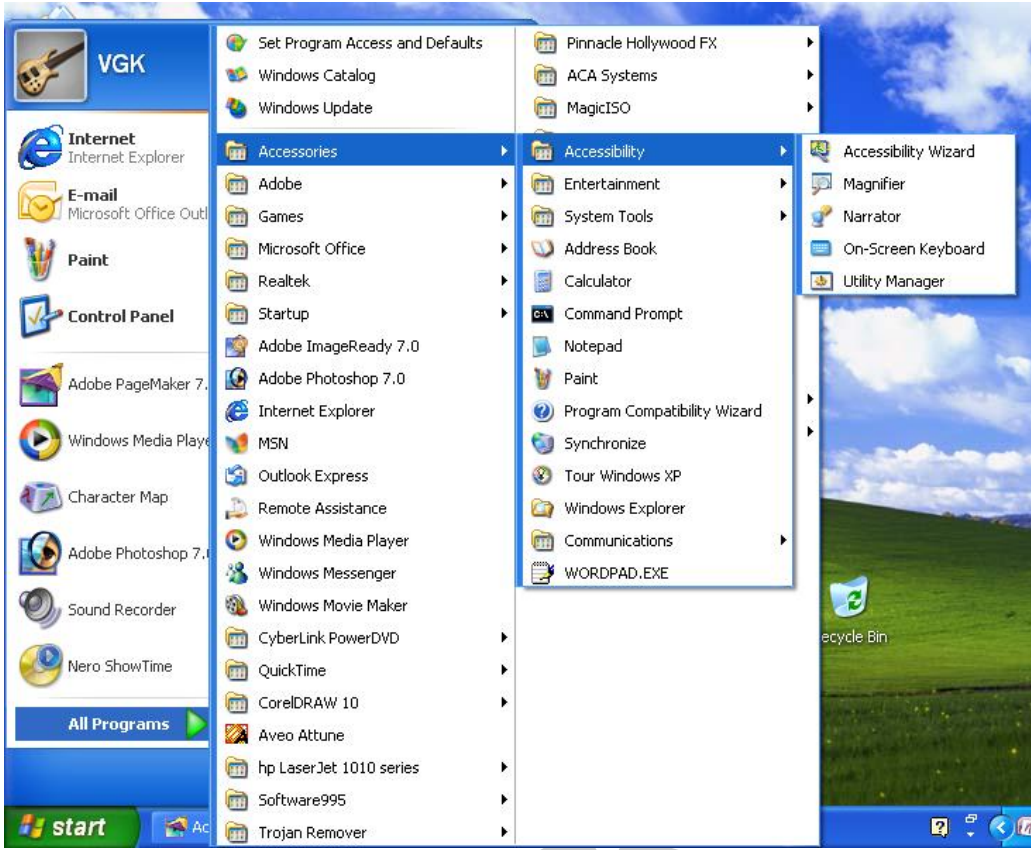 VGK
Internet
Internet Explorer
E-mail
Microsoft Office Outl
Paint
Control Panel
Adobe PageMaker 7.
Windows Media Playe
Character Map
Adobe Photoshop 7.
Sound Recorder
Nero ShowTime
All Programs
start
Ac
Set Program Access and Defaults
Windows Catalog
Windows Update
Accessories
Adobe
Games
Microsoft Office
Realtek
Startup
Adobe ImageReady 7.0
Adobe Photoshop 7.0
Internet Explorer
MSN
Outlook Express
Remote Assistance
Windows Media Player
Windows Messenger
Windows Movie Maker
CyberLink PowerDVD
QuickTime
CorelDRAW 10
Aveo Attune
hp LaserJet 1010 series
Software995
Trojan Remover
Pinnacle Hollywood FX
ACA Systems
MagicISO
Accessibility
Entertainment
System Tools
Address Book
Calculator
Command Prompt
Notepad
Paint
Program Compatibility Wizard
Synchronize
Tour Windows XP
Windows Explorer
Communications
WORDPAD.EXE
Accessibility Wizard
Magnifier
Narrator
On-Screen Keyboard
Utility Manager
ecycle Bin